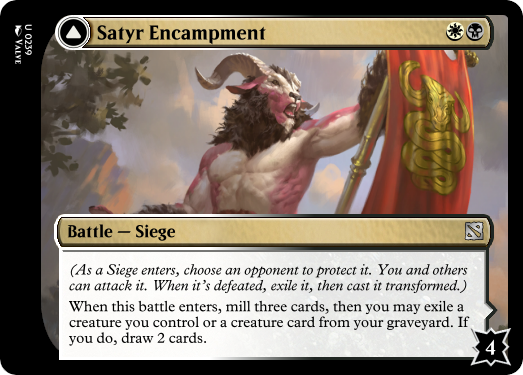 Satyr Encampment
U 0239
VALVE
Battle — Siege
(As a Siege enters, choose an opponent to protect it. You and others
can attack it. When it's defeated, exile it, then cast it transformed.)
When this battle enters, mill three cards, then you may exile a
creature you control or a creature card from your graveyard. If
you do, draw 2 cards.
4